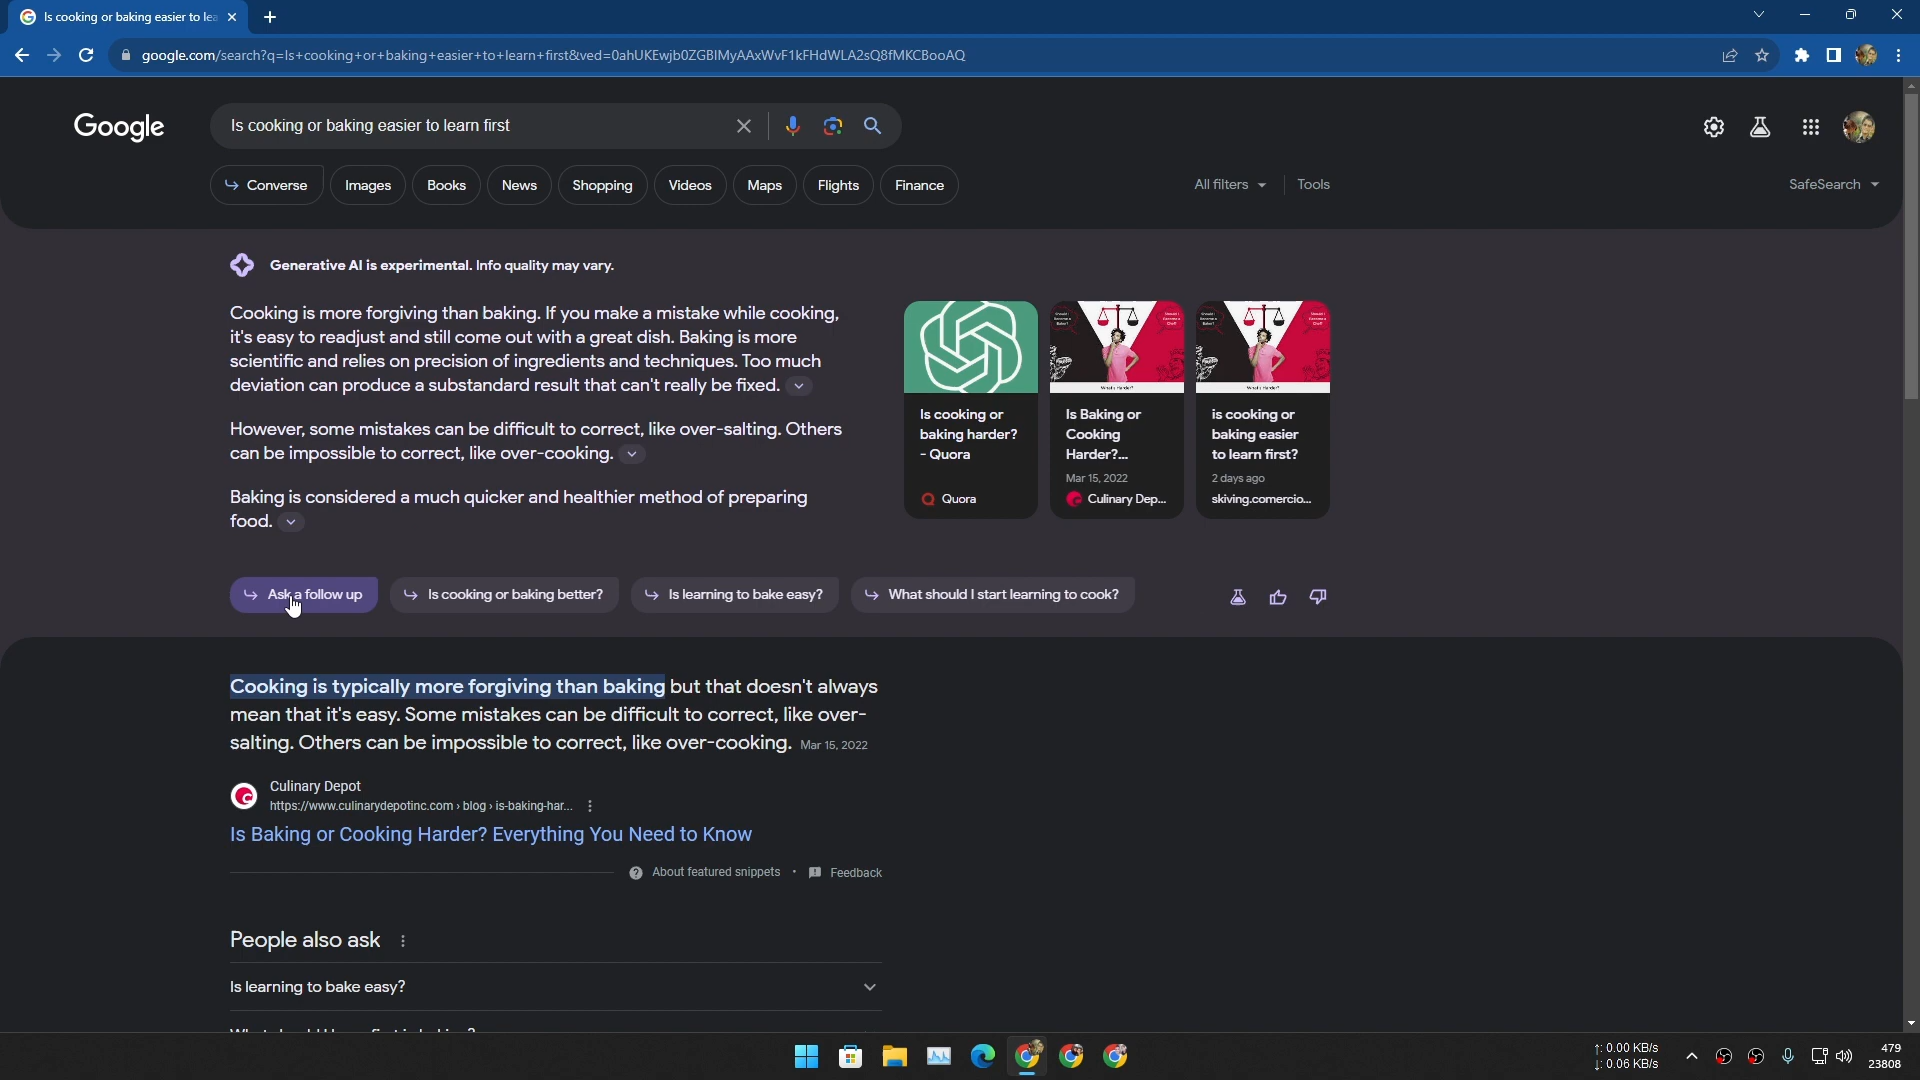 Is cooking or baking easier to lea
google.com/search?q=Is+cooking+or+baking+easier+to+learn+first&ved=0ahUKEwjb0ZGBlMyAAxWvF1kFHdWLA2sQ8fMKCBooAQ
Google
Is cooking or baking easier to learn first
Converse
Images
Books
News
Shopping
Videos
Maps
Flights
Finance
All filters
Tools
SafeSearch
Generative AI is experimental. Info quality may vary.
Cooking is more forgiving than baking. If you make a mistake while cooking,
it's easy to readjust and still come out with a great dish. Baking is more
scientific and relies on precision of ingredients and techniques. Too much
deviation can produce a substandard result that can't really be fixed.
However, some mistakes can be difficult to correct, like over-salting. Others
can be impossible to correct, like over-cooking.
Baking is considered a much quicker and healthier method of preparing
food.
Is cooking or
baking harder?
- Quora
Quora
What's Harder?
Is Baking or
Cooking
Harder?...
Mar 15, 2022
Culinary Dep...
What's Harder?
is cooking or
baking easier
to learn first?
2 days ago
skiving.comercio...
Ask a follow up
Is cooking or baking better?
Is learning to bake easy?
What should I start learning to cook?
Cooking is typically more forgiving than baking but that doesn't always
mean that it's easy. Some mistakes can be difficult to correct, like over-
salting. Others can be impossible to correct, like over-cooking. Mar 15, 2022
Culinary Depot
https://www.culinarydepotinc.com › blog › is-baking-har...
Is Baking or Cooking Harder? Everything You Need to Know
About featured snippets
Feedback
People also ask
Is learning to bake easy?
↑: 0.00 KB/s
↓: 0.06 KB/s
479
23808